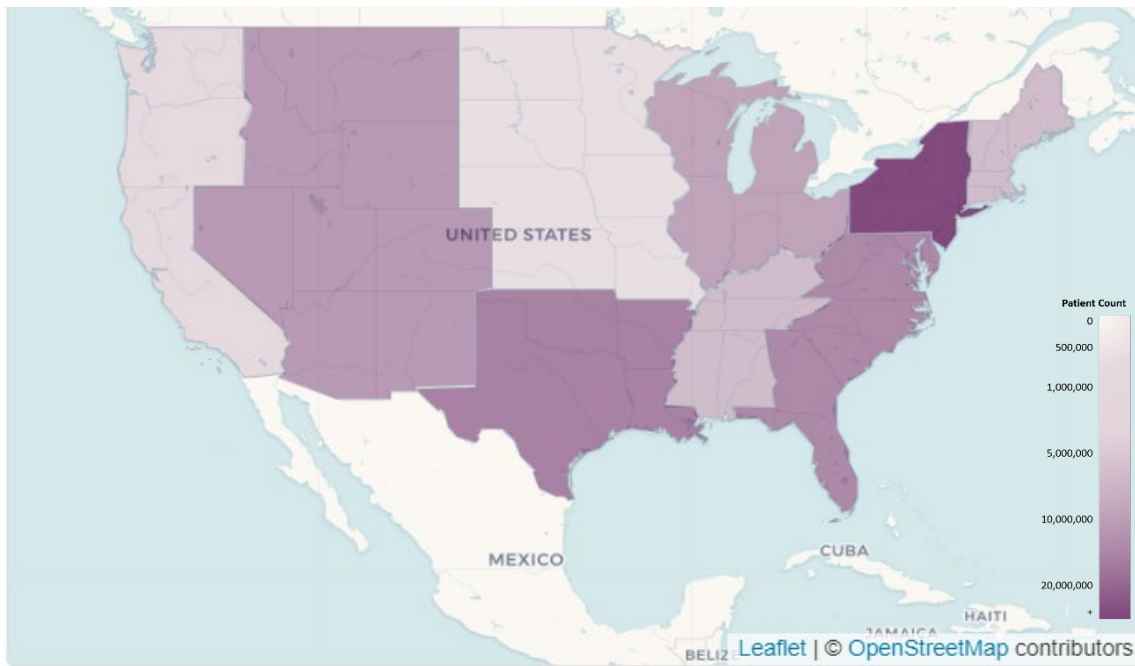 UNITED STATES
Patient Count
0
500,000
1,000,000
5,000,000
10,000,000
20,000,000
+
CUBA
MEXICO
HAITI
JAMAICA
BELIZE
Leaflet | © OpenStreetMap contributors